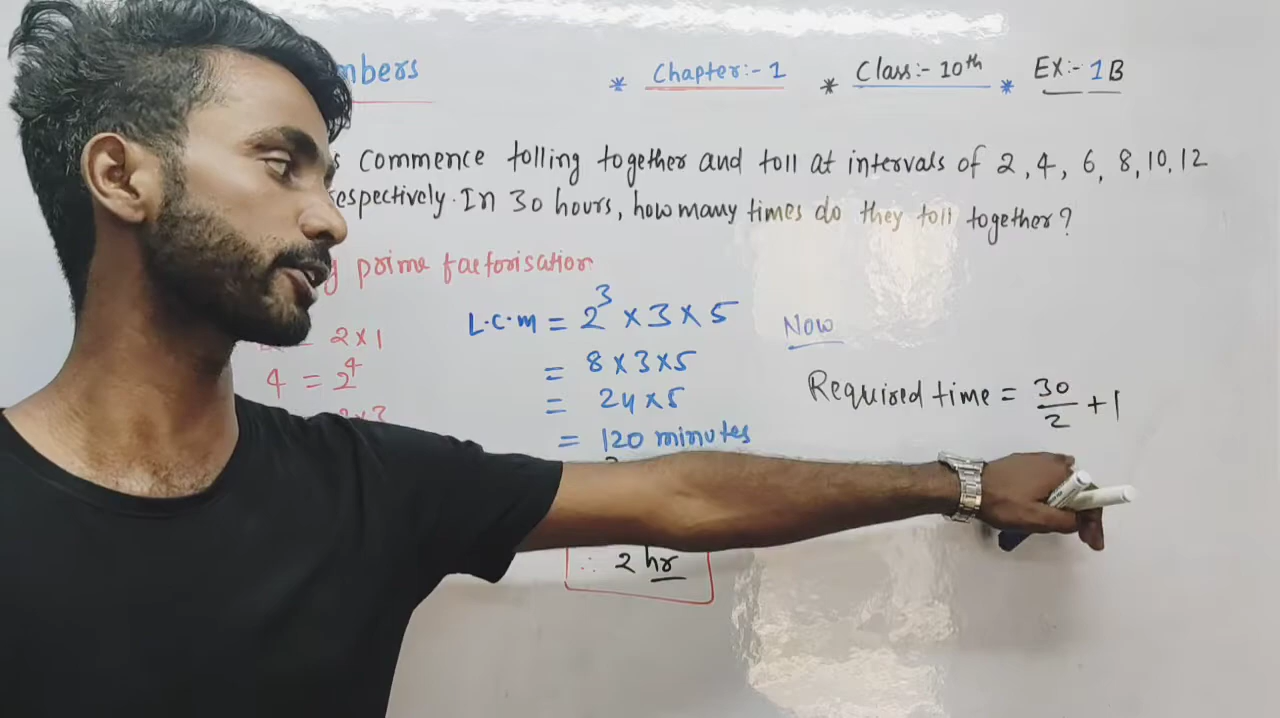 mbers * Chapter:- 1 * Class:- 10th * EX:- 1B
s commence tolling together and toll at intervals of 2, 4, 6, 8, 10, 12
espectively. In 30 hours, how many times do they toll together?
y prime factorisation
L.C.M = 2³ × 3 × 5
= 8 × 3 × 5
= 24 × 5
= 120 minutes
∴ 2 hr
= 2 × 1
4 = 2⁴
Now
Required time = 30/2 + 1